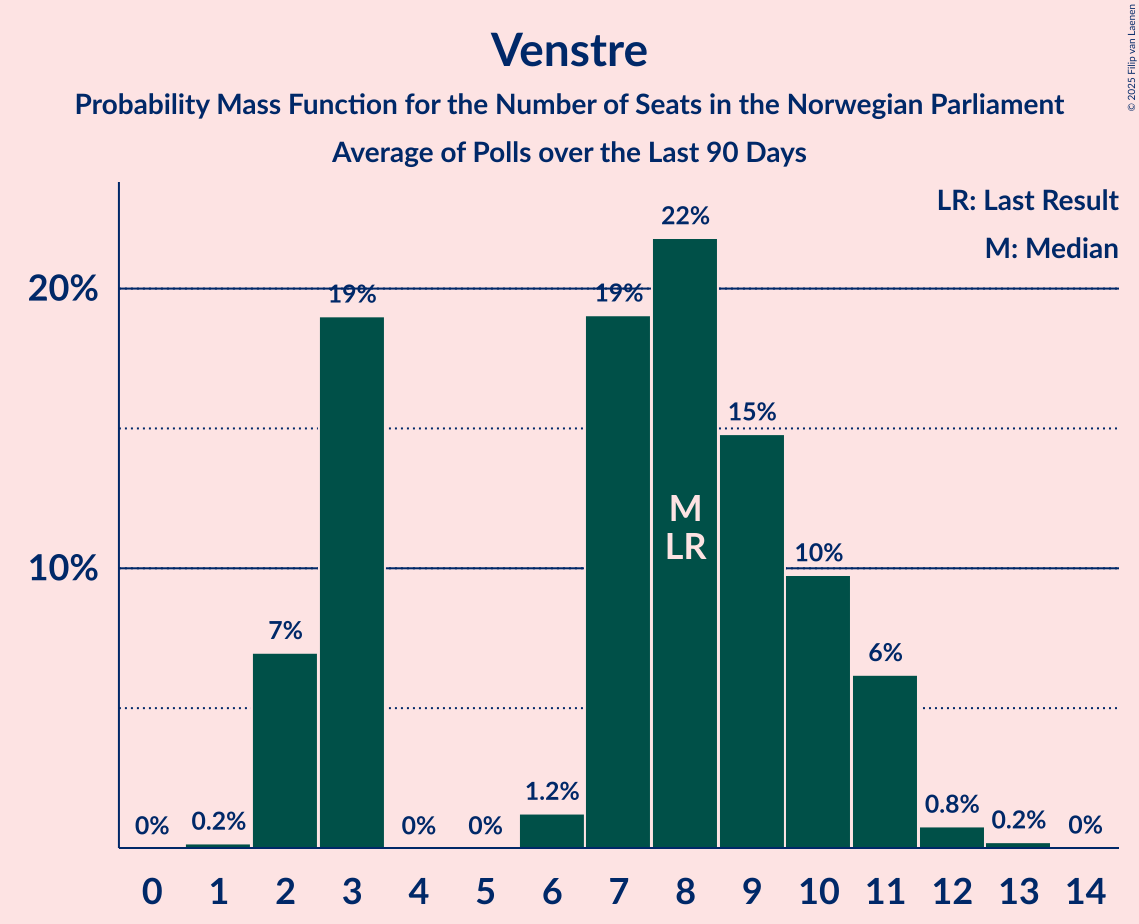 Venstre
Probability Mass Function for the Number of Seats in the Norwegian Parliament
Average of Polls over the Last 90 Days
© 2025 Filip van Laenen
LR: Last Result
M: Median
20%
10%
0%
0.2%
7%
19%
0%
0%
1.2%
19%
22%
15%
10%
6%
0.8%
0.2%
0%
M
LR
0 1 2 3 4 5 6 7 8 9 10 11 12 13 14